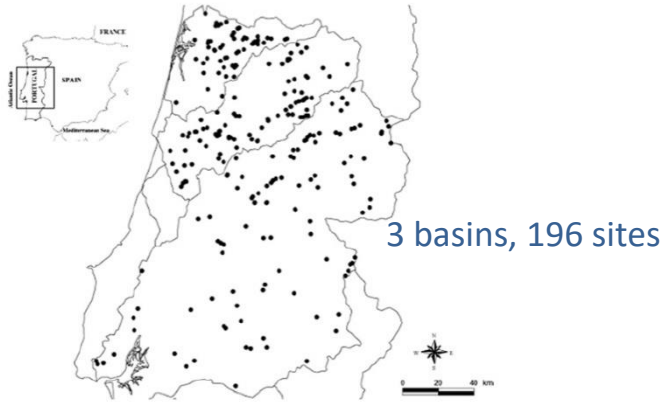 FRANCE
SPAIN
PORTUGAL
Atlantic Ocean
Mediterranean Sea
3 basins, 196 sites
N
W
E
S
0 20 40 km